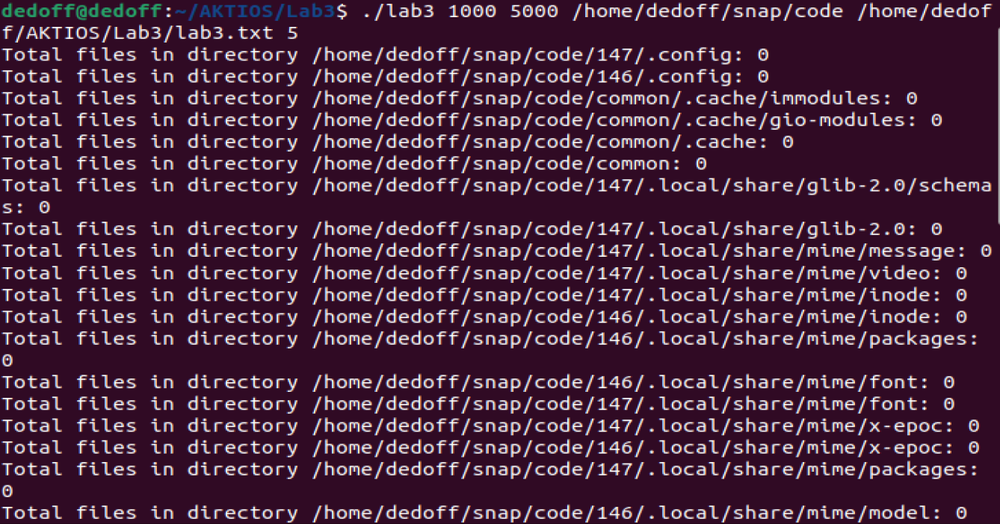 dedoff@dedoff:~/AKTIOS/Lab3$ ./lab3 1000 5000 /home/dedoff/snap/code /home/dedof
f/AKTIOS/Lab3/lab3.txt 5
Total files in directory /home/dedoff/snap/code/147/.config: 0
Total files in directory /home/dedoff/snap/code/146/.config: 0
Total files in directory /home/dedoff/snap/code/common/.cache/immodules: 0
Total files in directory /home/dedoff/snap/code/common/.cache/gio-modules: 0
Total files in directory /home/dedoff/snap/code/common/.cache: 0
Total files in directory /home/dedoff/snap/code/common: 0
Total files in directory /home/dedoff/snap/code/147/.local/share/glib-2.0/schema
s: 0
Total files in directory /home/dedoff/snap/code/147/.local/share/glib-2.0: 0
Total files in directory /home/dedoff/snap/code/147/.local/share/mime/message: 0
Total files in directory /home/dedoff/snap/code/147/.local/share/mime/video: 0
Total files in directory /home/dedoff/snap/code/147/.local/share/mime/inode: 0
Total files in directory /home/dedoff/snap/code/146/.local/share/mime/inode: 0
Total files in directory /home/dedoff/snap/code/146/.local/share/mime/packages:
0
Total files in directory /home/dedoff/snap/code/146/.local/share/mime/font: 0
Total files in directory /home/dedoff/snap/code/147/.local/share/mime/font: 0
Total files in directory /home/dedoff/snap/code/147/.local/share/mime/x-epoc: 0
Total files in directory /home/dedoff/snap/code/146/.local/share/mime/x-epoc: 0
Total files in directory /home/dedoff/snap/code/147/.local/share/mime/packages:
0
Total files in directory /home/dedoff/snap/code/146/.local/share/mime/model: 0